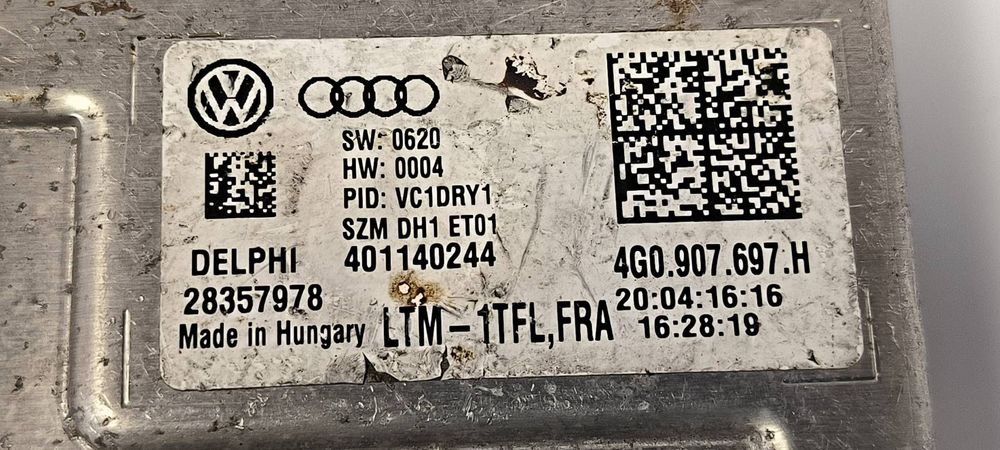 SW: 0620
HW: 0004
PID: VC1DRY1
SZM DH1 ET01
DELPHI 401140244 4G0.907.697.H
28357978 20:04:16:16
Made in Hungary LTM-1TFL,FRA 16:28:19